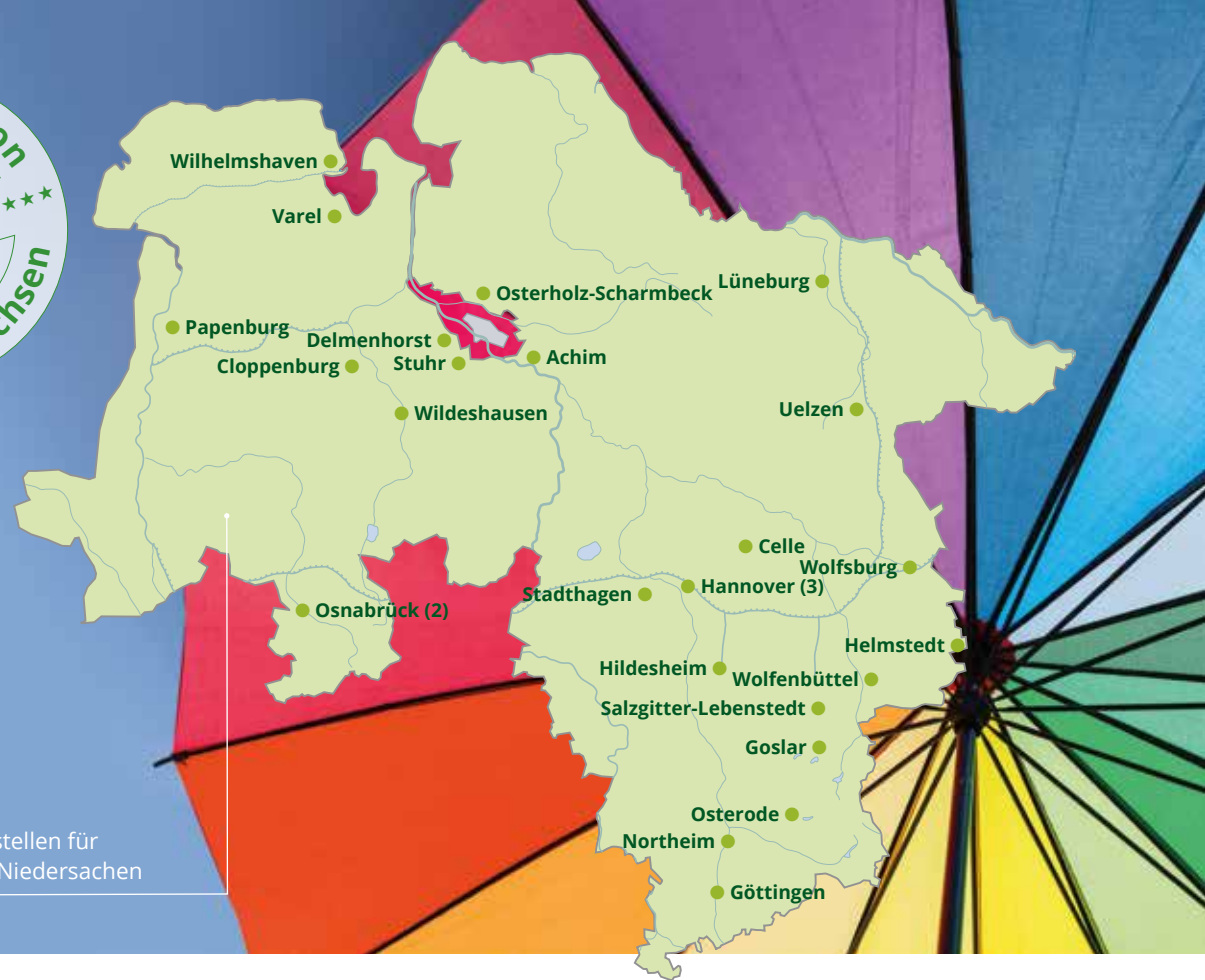 Wilhelmshaven
Varel
Lüneburg
Osterholz-Scharmbeck
Papenburg
Delmenhorst
Achim
Cloppenburg
Stuhr
Wildeshausen
Uelzen
Celle
Wolfsburg
Hannover (3)
Stadthagen
Osnabrück (2)
Helmstedt
Hildesheim
Wolfenbüttel
Salzgitter-Lebenstedt
Goslar
Osterode
Northeim
Göttingen
stellen für
Niedersachen